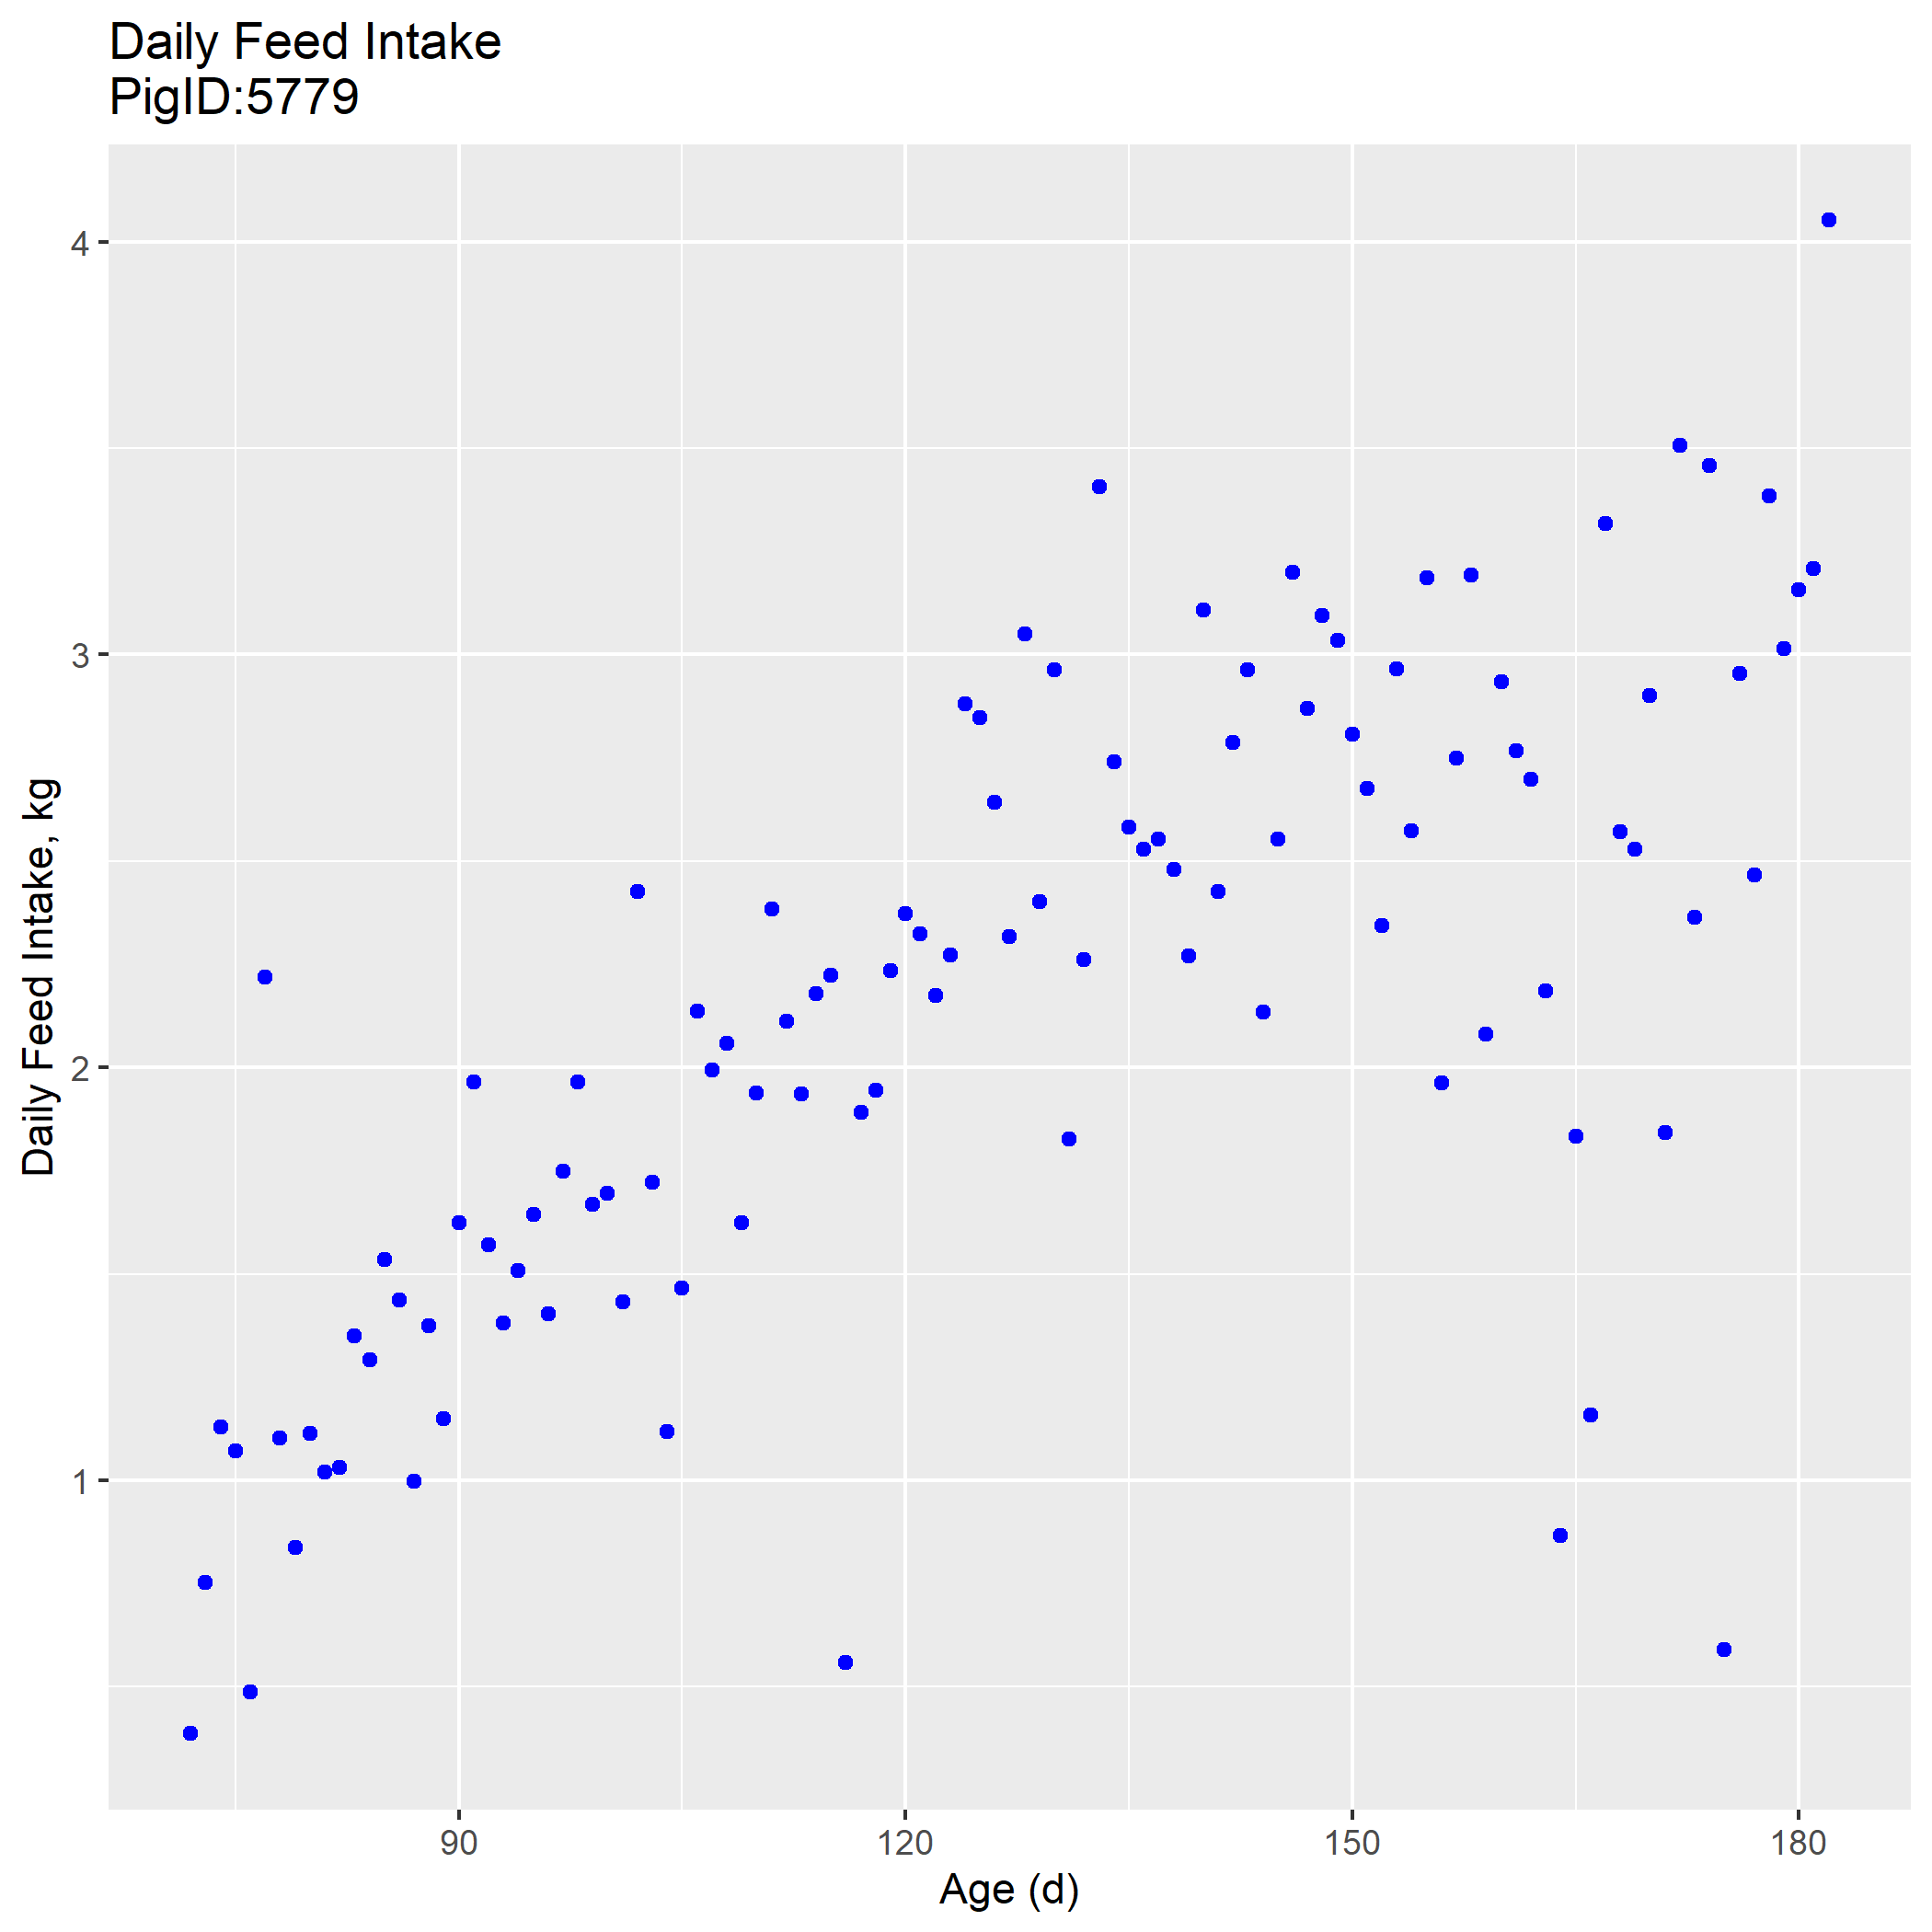 Daily Feed Intake
PigID:5779
4
3
2
1
Daily Feed Intake, kg
90 120 150 180
Age (d)